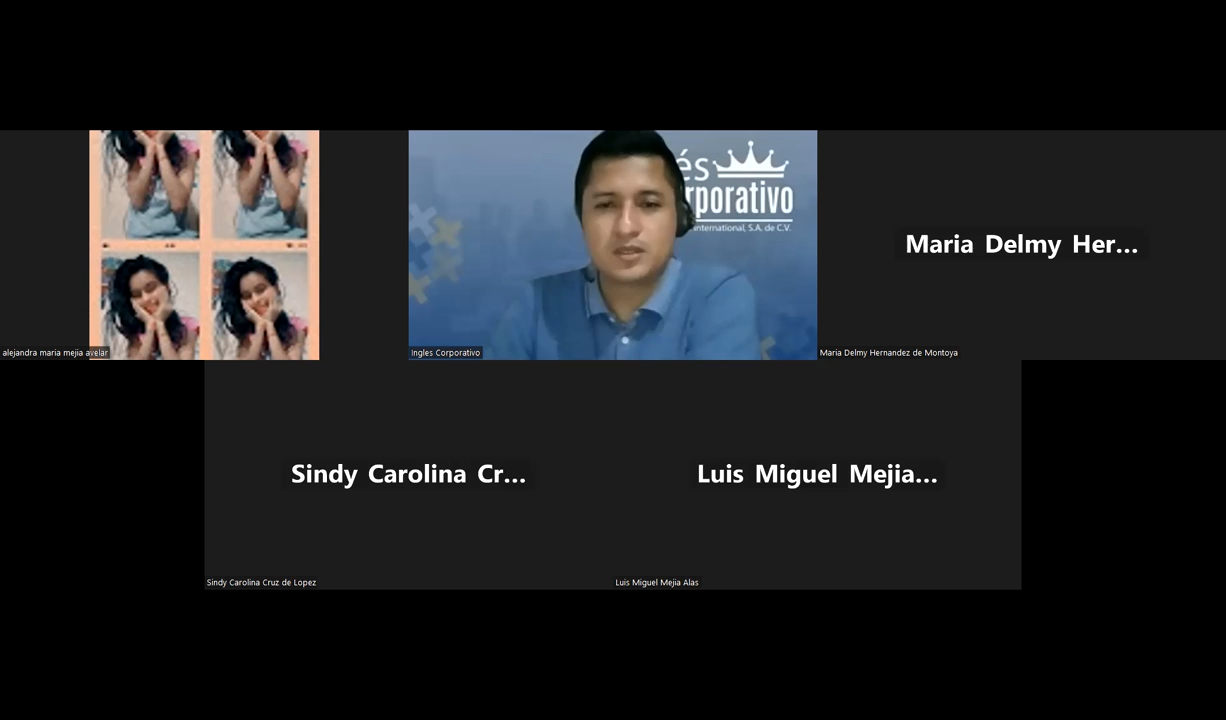 és
rporativo
international, S.A. de C.V.
Maria Delmy Her...
alejandra maria mejia avelar
Ingles Corporativo
Maria Delmy Hernandez de Montoya
Sindy Carolina Cr...
Luis Miguel Mejia...
Sindy Carolina Cruz de Lopez
Luis Miguel Mejia Alas